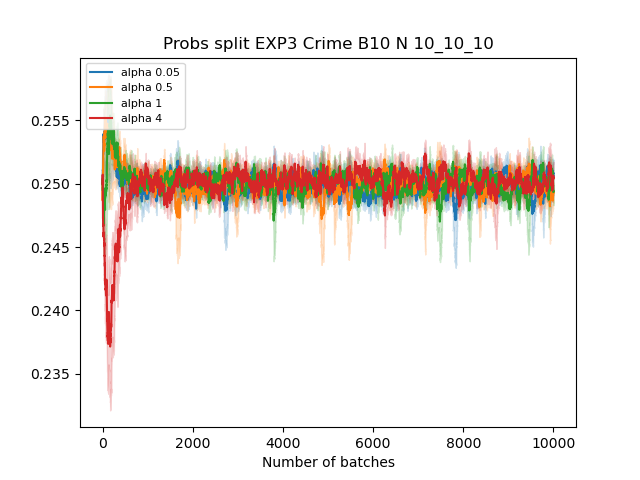 Probs split EXP3 Crime B10 N 10_10_10
alpha 0.05
alpha 0.5
alpha 1
alpha 4
0.255
0.250
0.245
0.240
0.235
0 2000 4000 6000 8000 10000
Number of batches